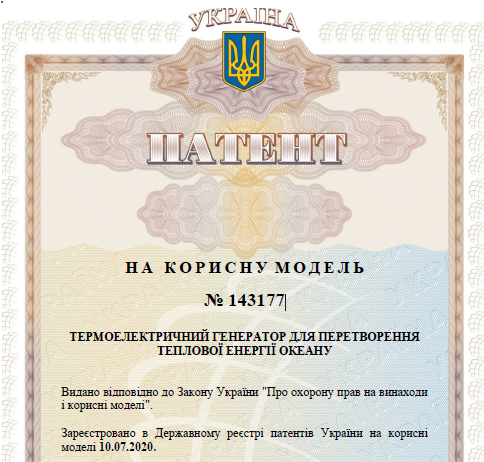 УКРАЇНА
ПАТЕНТ
НА КОРИСНУ МОДЕЛЬ
№ 143177
ТЕРМОЕЛЕКТРИЧНИЙ ГЕНЕРАТОР ДЛЯ ПЕРЕТВОРЕННЯ
ТЕПЛОВОЇ ЕНЕРГІЇ ОКЕАНУ
Видано відповідно до Закону України "Про охорону прав на винаходи
і корисні моделі".
Зареєстровано в Державному реєстрі патентів України на корисні
моделі 10.07.2020.